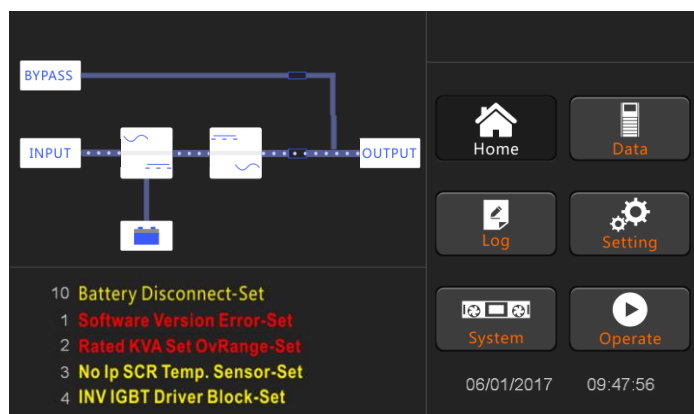 BYPASS
INPUT
OUTPUT
10 Battery Disconnect-Set
1 Software Version Error-Set
2 Rated KVA Set OvRange-Set
3 No Ip SCR Temp. Sensor-Set
4 INV IGBT Driver Block-Set
Home
Data
Log
Setting
System
Operate
06/01/2017 09:47:56